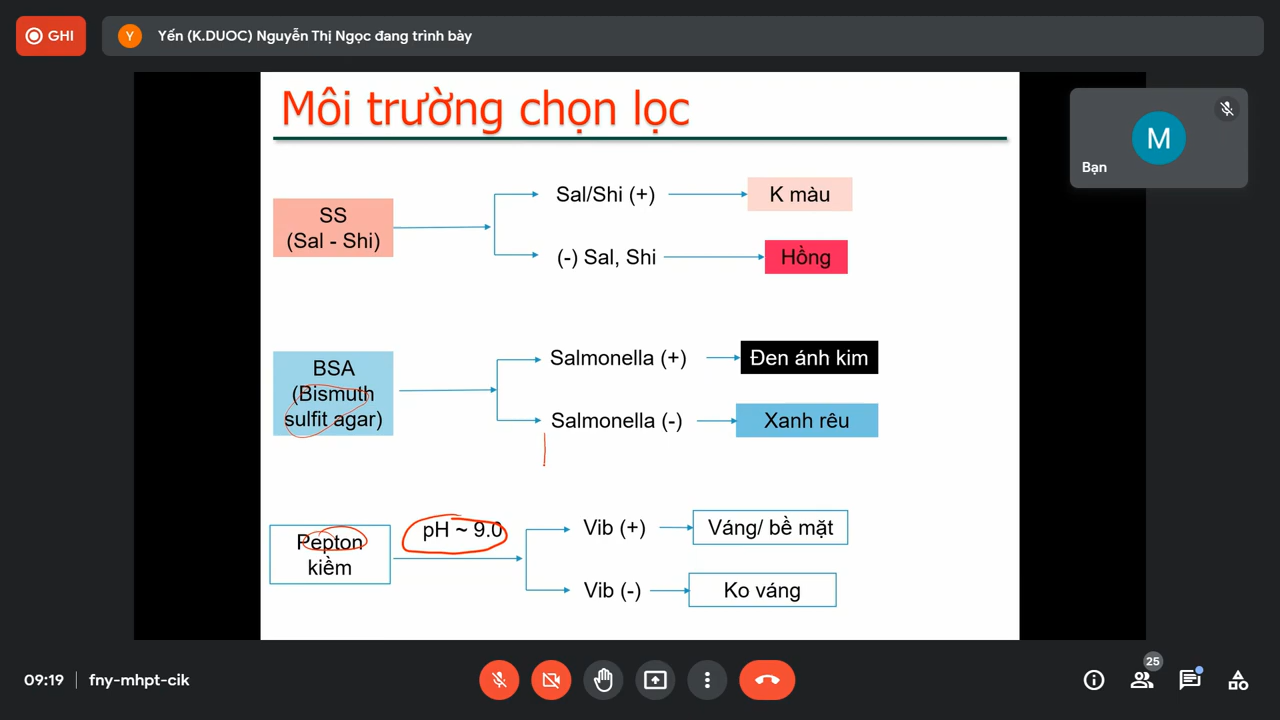 GHI
Y
Yến (K.DUOC) Nguyễn Thị Ngọc đang trình bày
Môi trường chọn lọc
M
Bạn
SS
(Sal - Shi)
Sal/Shi (+)
K màu
(-) Sal, Shi
Hồng
BSA
(Bismuth
sulfit agar)
Salmonella (+)
Đen ánh kim
Salmonella (-)
Xanh rêu
Pepton
kiềm
pH ~ 9.0
Vib (+)
Váng/ bề mặt
Vib (-)
Ko váng
09:19
fny-mhpt-cik
25